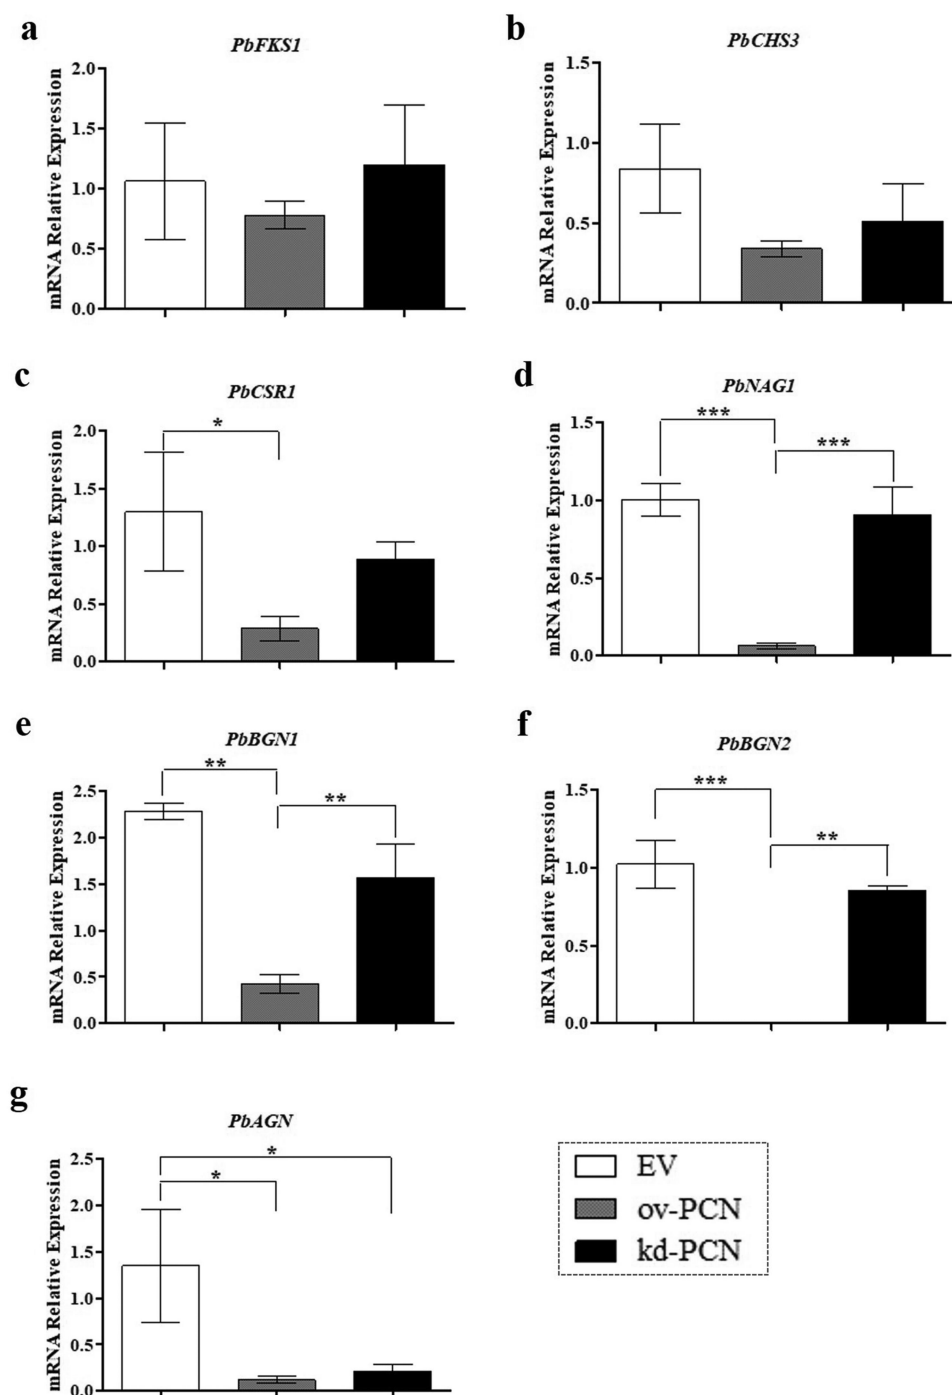 a
PbFKS1
mRNA Relative Expression
2.0
1.5
1.0
0.5
0.0
b
PbCHS3
mRNA Relative Expression
1.5
1.0
0.5
0.0
c
PbCSR1
mRNA Relative Expression
2.0
1.5
1.0
0.5
0.0
*
d
PbNAG1
mRNA Relative Expression
1.5
1.0
0.5
0.0
***
***
e
PbBGN1
mRNA Relative Expression
2.5
2.0
1.5
1.0
0.5
0.0
**
**
f
PbBGN2
mRNA Relative Expression
1.5
1.0
0.5
0.0
***
**
g
PbAGN
mRNA Relative Expression
2.5
2.0
1.5
1.0
0.5
0.0
*
*
EV
ov-PCN
kd-PCN